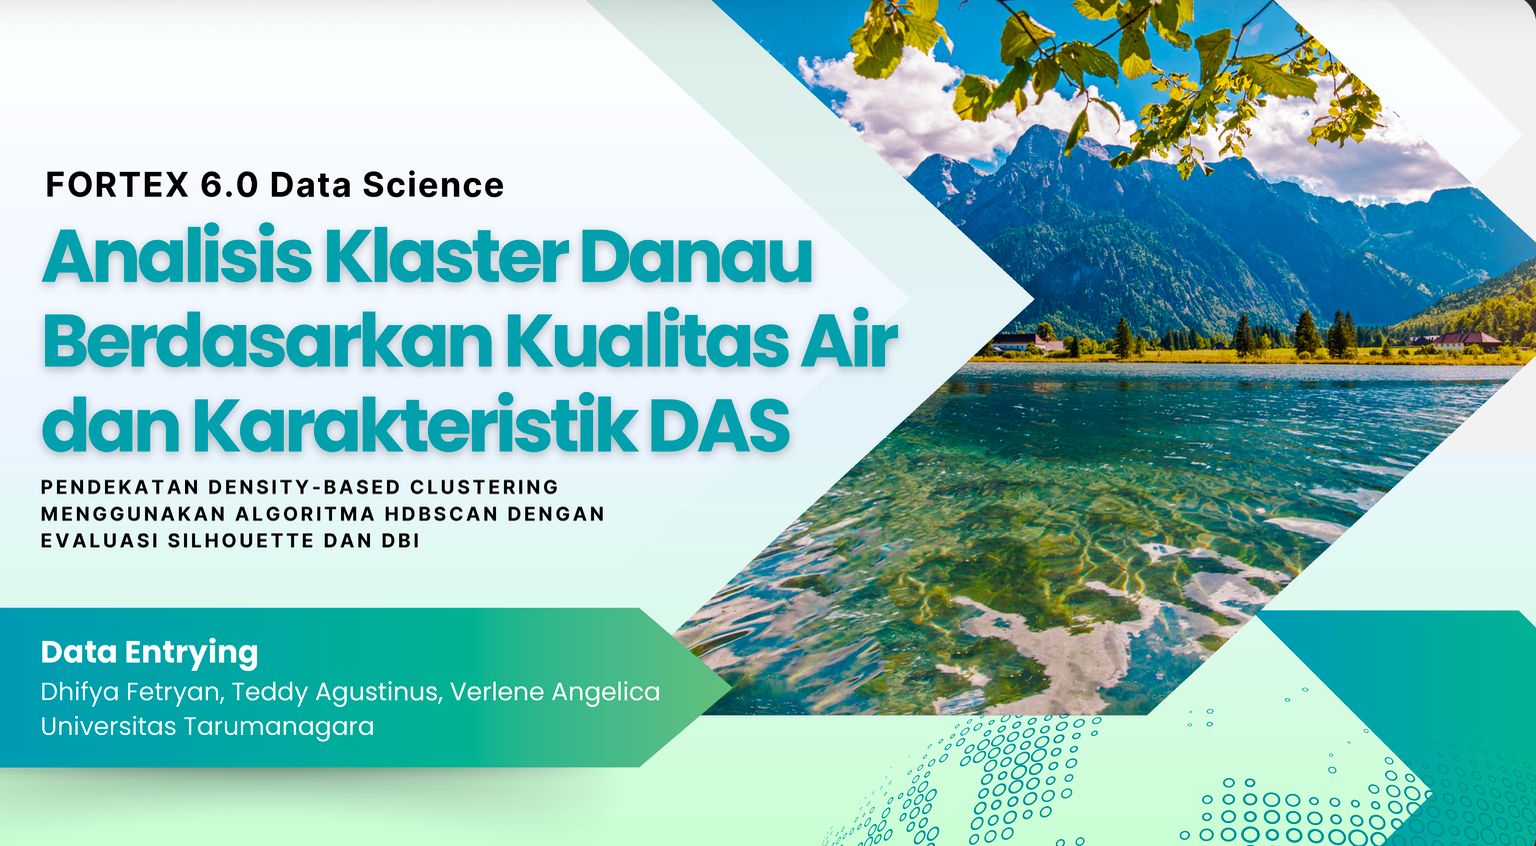 FORTEX 6.0 Data Science
Analisis Klaster Danau
Berdasarkan Kualitas Air
dan Karakteristik DAS
PENDEKATAN DENSITY-BASED CLUSTERING
MENGGUNAKAN ALGORITMA HDBSCAN DENGAN
EVALUASI SILHOUETTE DAN DBI
Data Entrying
Dhifya Fetryan, Teddy Agustinus, Verlene Angelica
Universitas Tarumanagara